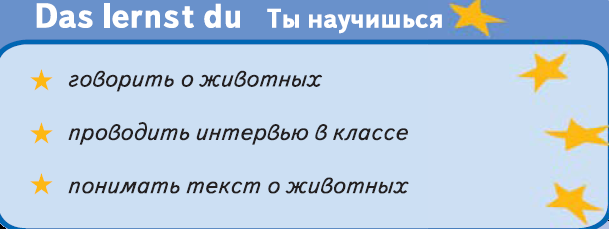 Das lernst du Ты научишься
говорить о животных
проводить интервью в классе
понимать текст о животных